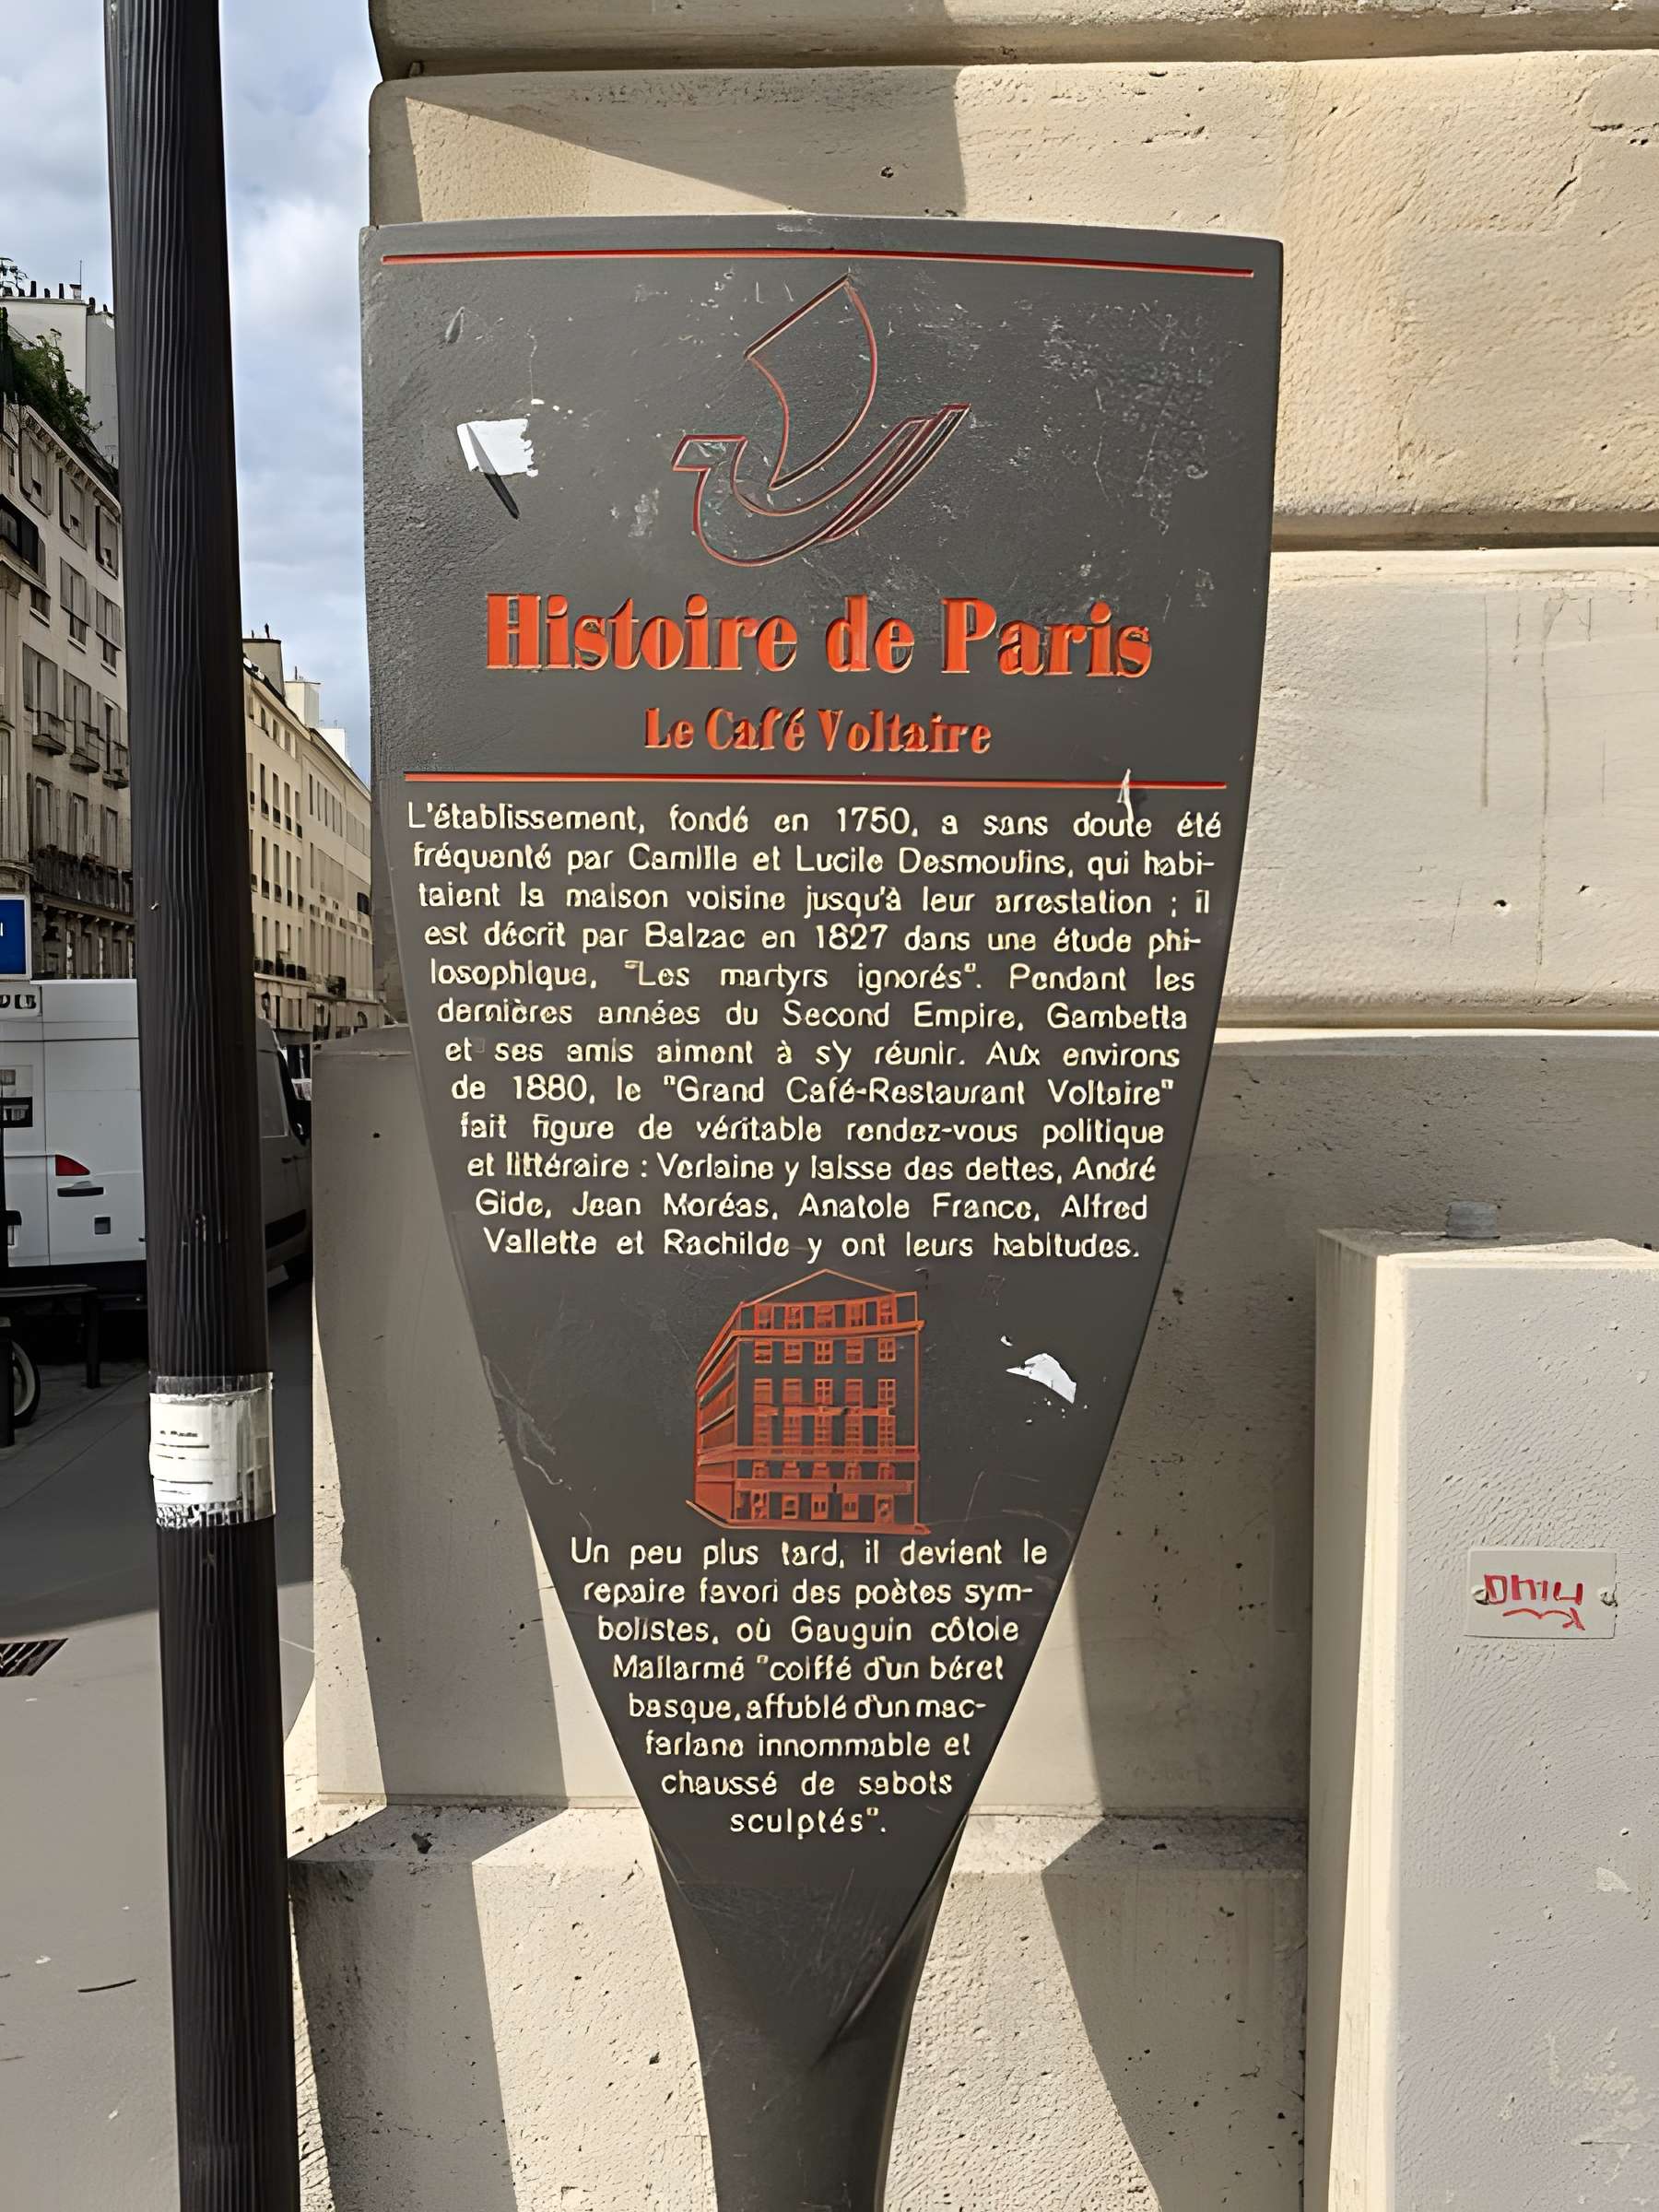 Histoire de Paris
Le Café Voltaire
L'établissement, fondé en 1750, a sans doute été
fréquenté par Camille et Lucile Desmoulins, qui habi-
taient la maison voisine jusqu'à leur arrestation ; il
est décrit par Balzac en 1827 dans une étude phi-
losophique, "Les martyrs ignorés". Pendant les
dernières années du Second Empire, Gambetta
et ses amis aiment à s'y réunir. Aux environs
de 1880, le "Grand Café-Restaurant Voltaire"
fait figure de véritable rendez-vous politique
et littéraire : Verlaine y laisse des dettes, André
Gide, Jean Moréas, Anatole France, Alfred
Vallette et Rachilde y ont leurs habitudes.
Un peu plus tard, il devient le
repaire favori des poètes sym-
bolistes, où Gauguin côtoie
Mallarmé "coiffé d'un béret
basque, affublé d'un mac-
farlane innommable et
chaussé de sabots
sculptés".